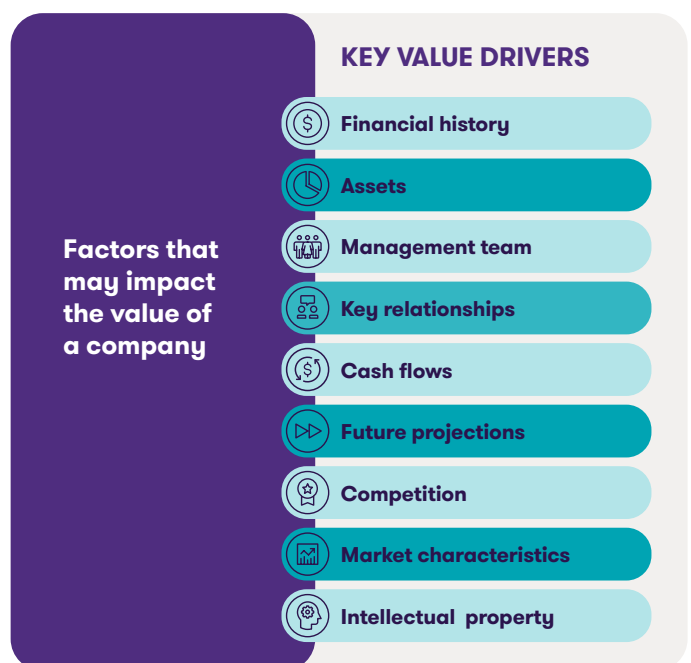 KEY VALUE DRIVERS
Factors that
may impact
the value of
a company
Financial history
Assets
Management team
Key relationships
Cash flows
Future projections
Competition
Market characteristics
Intellectual property